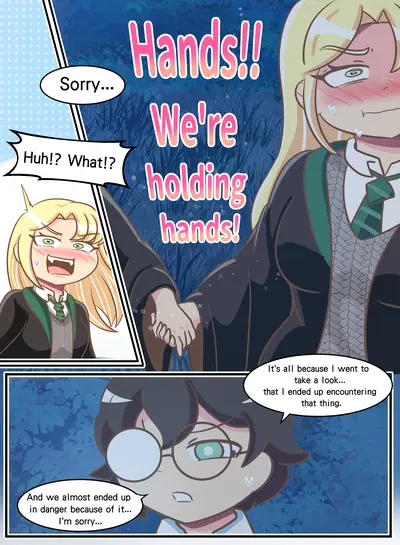 Hands!!
We're
holding
hands!
Sorry...
Huh!? What!?
It's all because I went to
take a look...
that I ended up encountering
that thing.
And we almost ended up
in danger because of it...
I'm sorry...